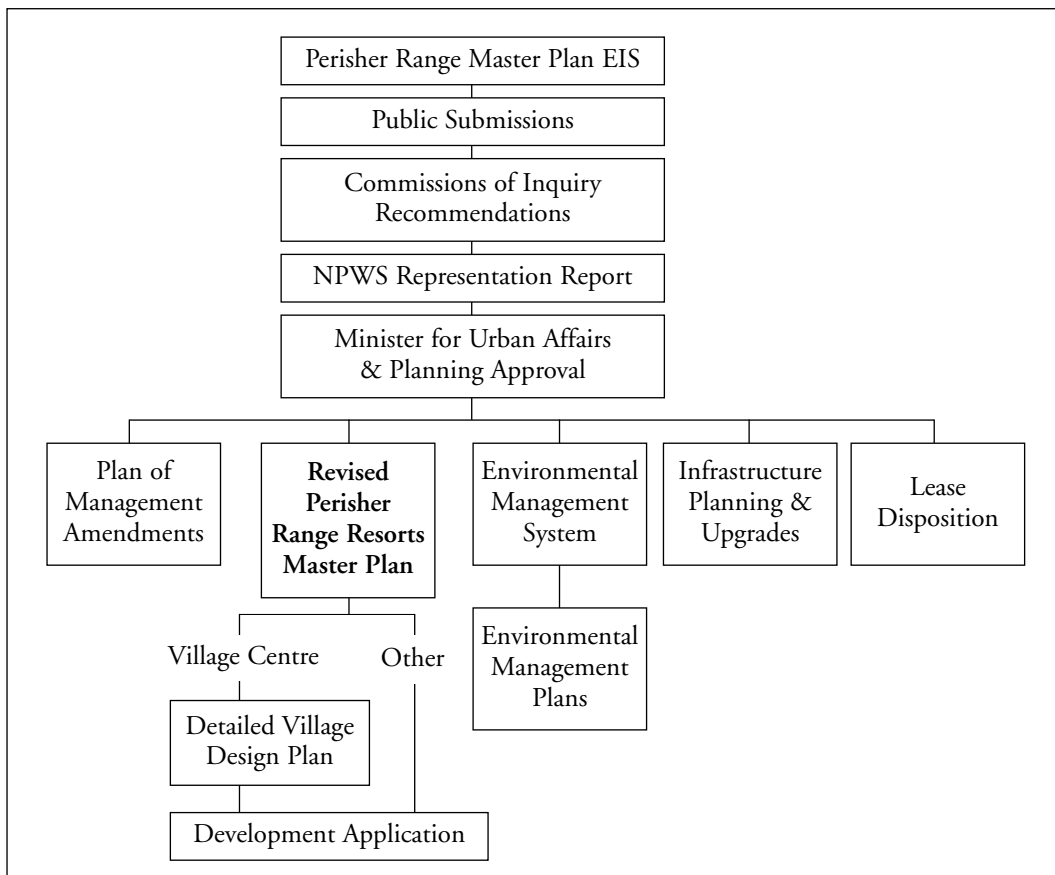 Perisher Range Master Plan EIS
Public Submissions
Commissions of Inquiry
Recommendations
NPWS Representation Report
Minister for Urban Affairs
& Planning Approval
Plan of
Management
Amendments
Revised
Perisher
Range Resorts
Master Plan
Environmental
Management
System
Infrastructure
Planning &
Upgrades
Lease
Disposition
Village Centre
Other
Environmental
Management
Plans
Detailed Village
Design Plan
Development Application